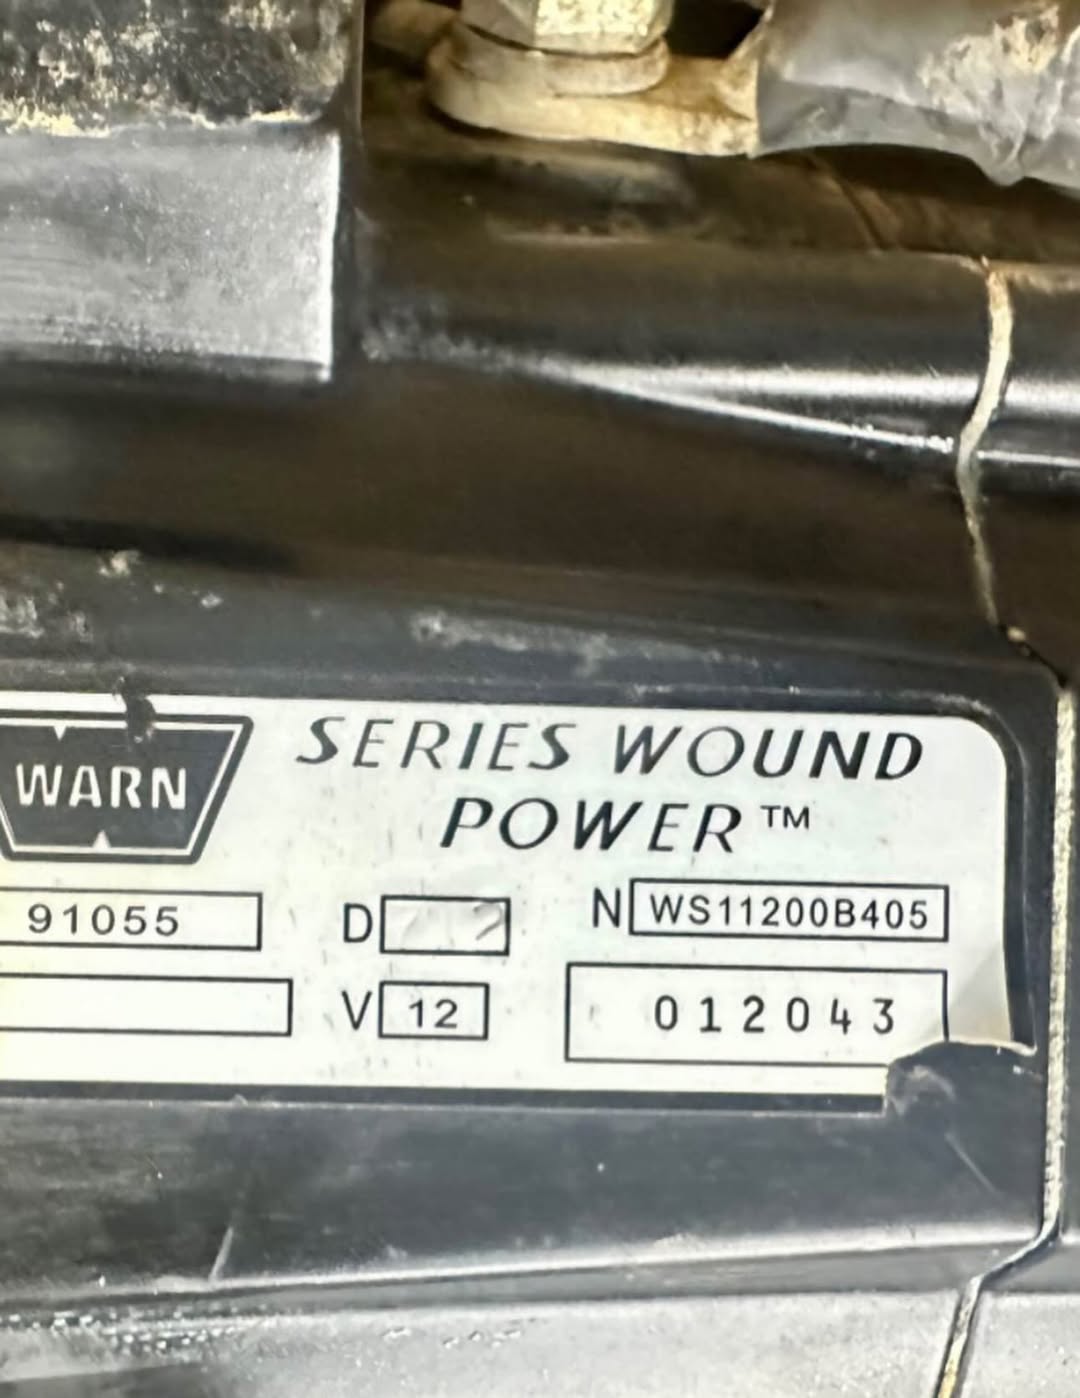 WARN
SERIES WOUND
POWER™
91055
D
N WS11200B405
V 12
012043